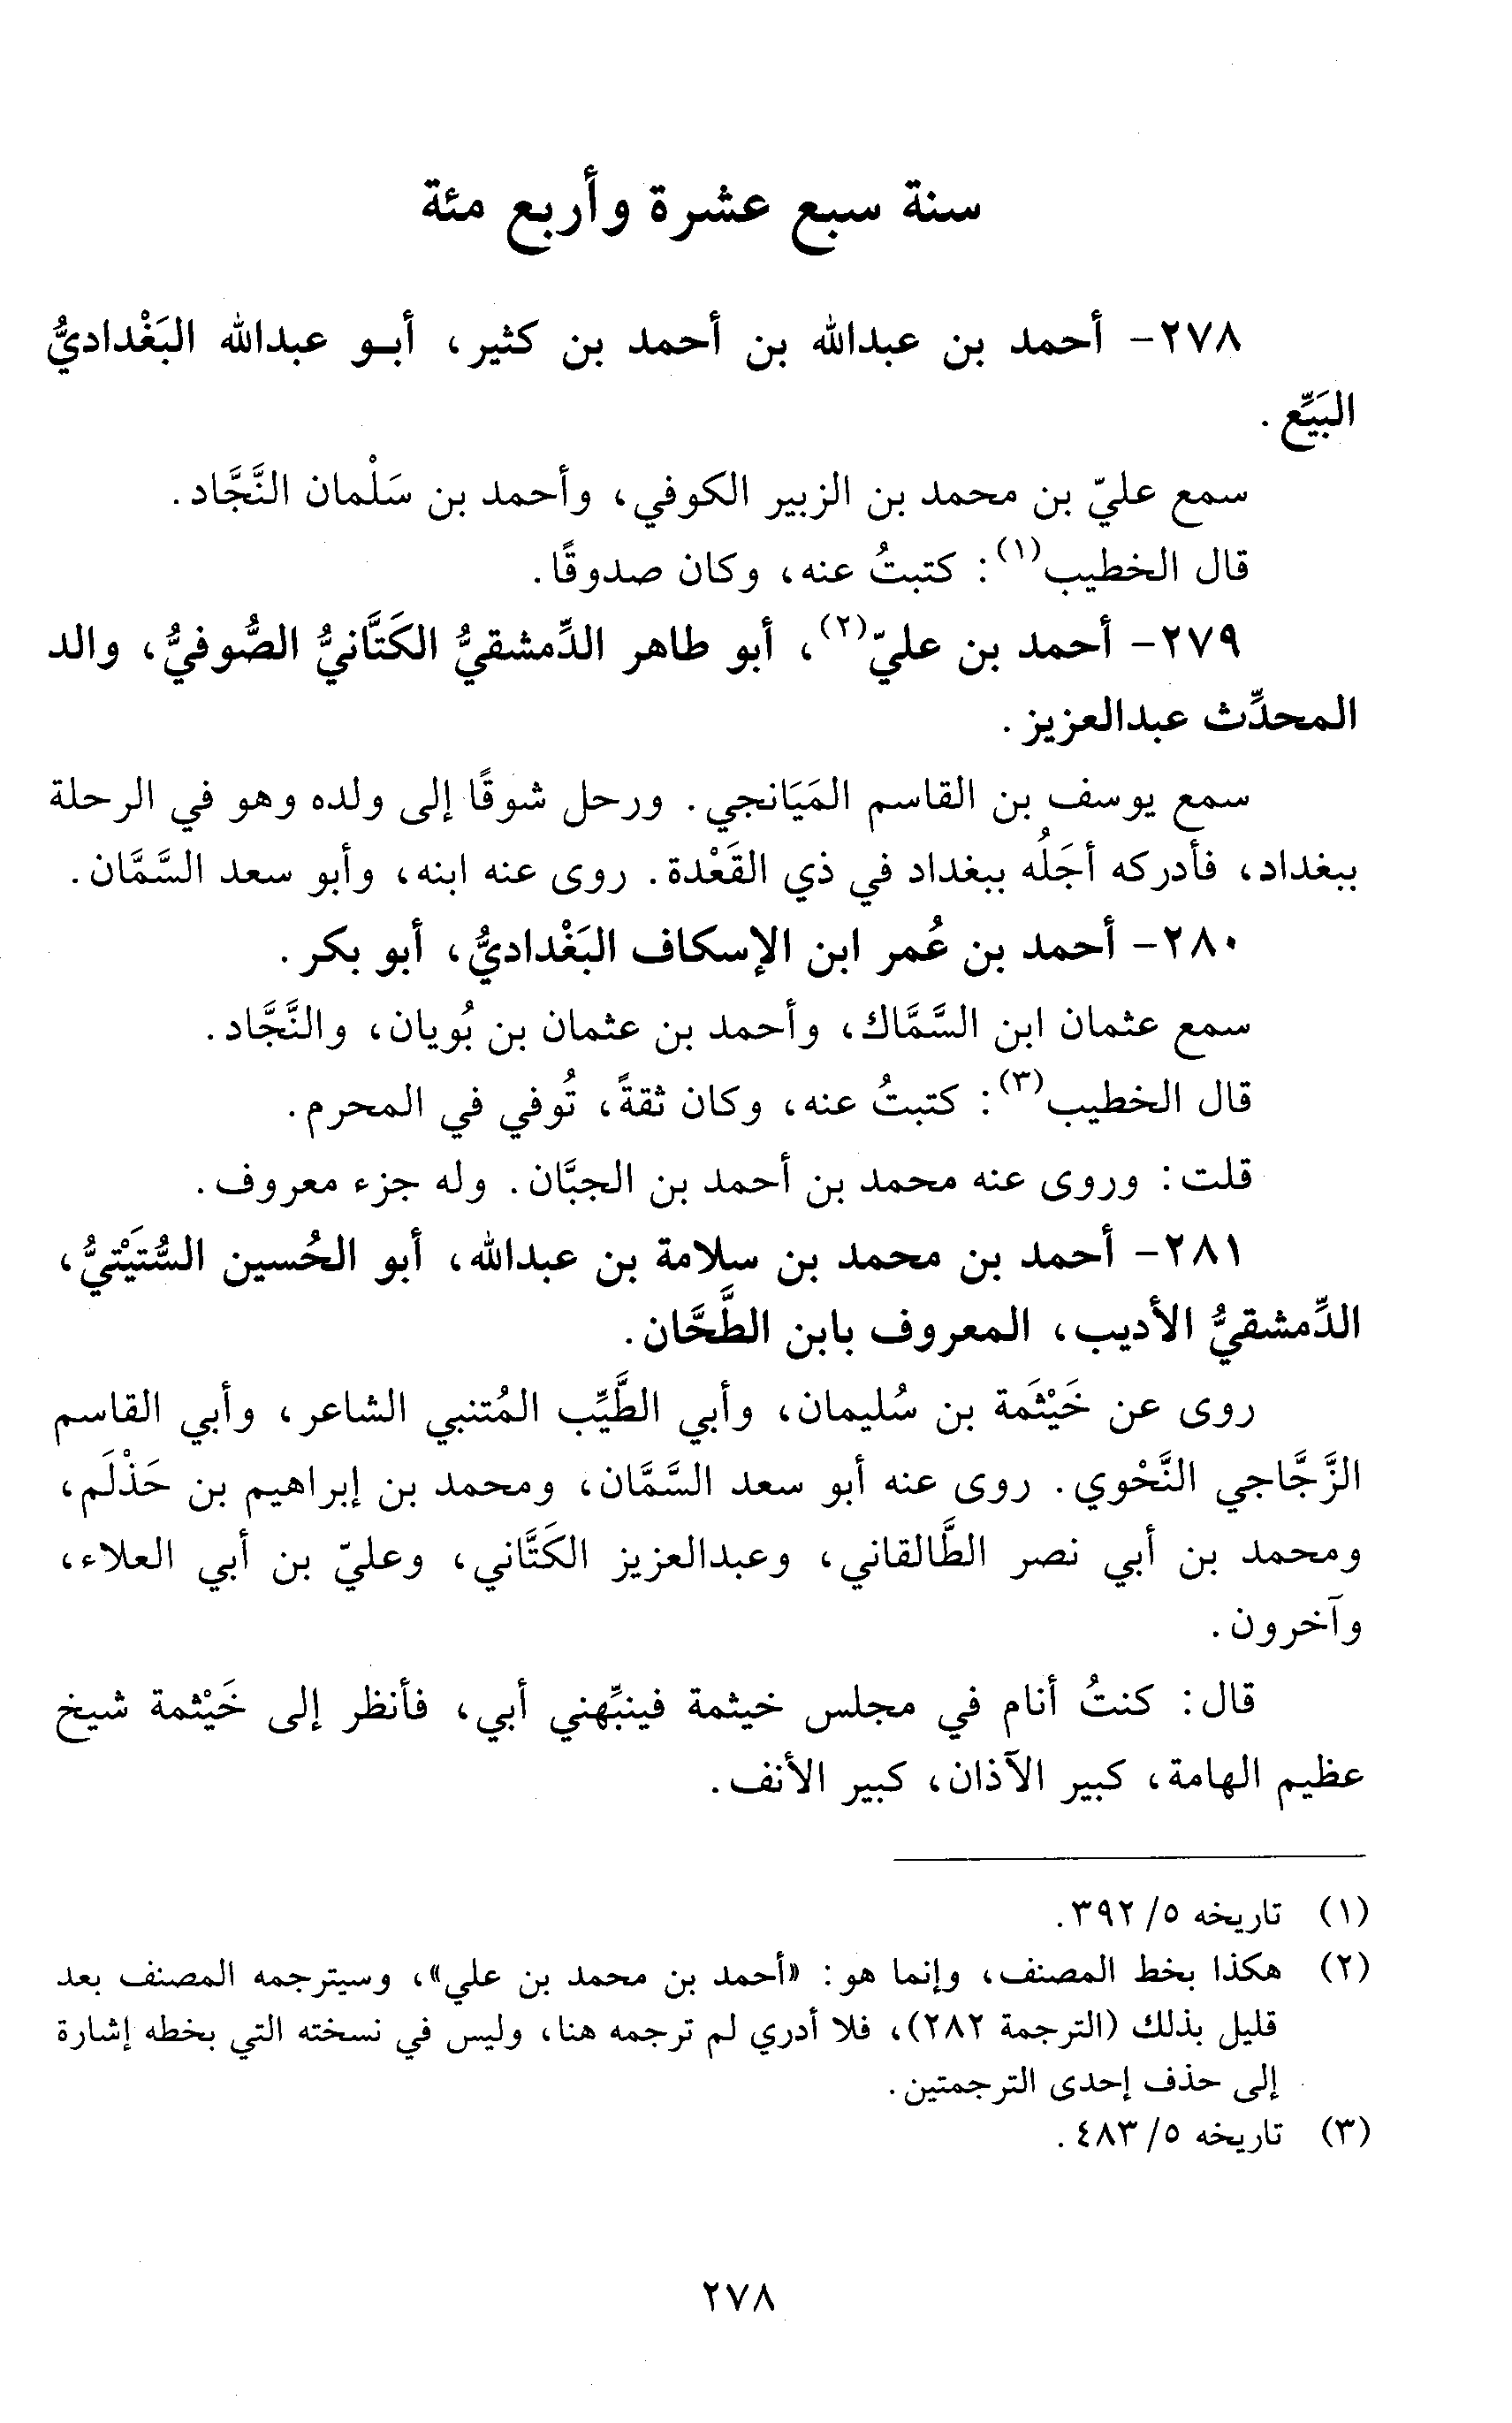 سنة سبع عشرة وأربع مئة
٢٧٨- أحمد بن عبدالله بن أحمد بن كثير، أبو عبدالله البَغْداديُّ
البَيِّع.
سمع عليّ بن محمد بن الزبير الكوفي، وأحمد بن سَلْمان النَّجَّاد.
قال الخطيب(١): كتبتُ عنه، وكان صدوقًا.
٢٧٩- أحمد بن عليّ(٢)، أبو طاهر الدِّمشقيُّ الكَتَّانيُّ الصُّوفيُّ، والد
المحدِّث عبدالعزيز.
سمع يوسف بن القاسم المَيَانجي. ورحل شوقًا إلى ولده وهو في الرحلة
ببغداد، فأدركه أجَلُه ببغداد في ذي القَعْدة. روى عنه ابنه، وأبو سعد السَّمَّان.
٢٨٠- أحمد بن عُمر ابن الإسكاف البَغْداديُّ، أبو بكر.
سمع عثمان ابن السَّمَّاك، وأحمد بن عثمان بن بُويان، والنَّجَّاد.
قال الخطيب(٣): كتبتُ عنه، وكان ثقةً، تُوفي في المحرم.
قلت: وروى عنه محمد بن أحمد بن الجبَّان. وله جزء معروف.
٢٨١- أحمد بن محمد بن سلامة بن عبدالله، أبو الحُسين السُّتَيْتيُّ،
الدِّمشقيُّ الأديب، المعروف بابن الطَّحَّان.
روى عن خَيْثَمة بن سُليمان، وأبي الطَّيِّب المُتنبي الشاعر، وأبي القاسم
الزَّجَّاجي النَّحْوي. روى عنه أبو سعد السَّمَّان، ومحمد بن إبراهيم بن حَذْلَم،
ومحمد بن أبي نصر الطَّالقاني، وعبدالعزيز الكَتَّاني، وعليّ بن أبي العلاء،
وآخرون.
قال: كنتُ أنام في مجلس خيثمة فينبِّهني أبي، فأنظر إلى خَيْثمة شيخ
عظيم الهامة، كبير الآذان، كبير الأنف.
(١) تاريخه ٥/ ٣٩٢.
(٢) هكذا بخط المصنف، وإنما هو: «أحمد بن محمد بن علي»، وسيترجمه المصنف بعد
قليل بذلك (الترجمة ٢٨٢)، فلا أدري لم ترجمه هنا، وليس في نسخته التي بخطه إشارة
إلى حذف إحدى الترجمتين.
(٣) تاريخه ٥/ ٤٨٣.
٢٧٨